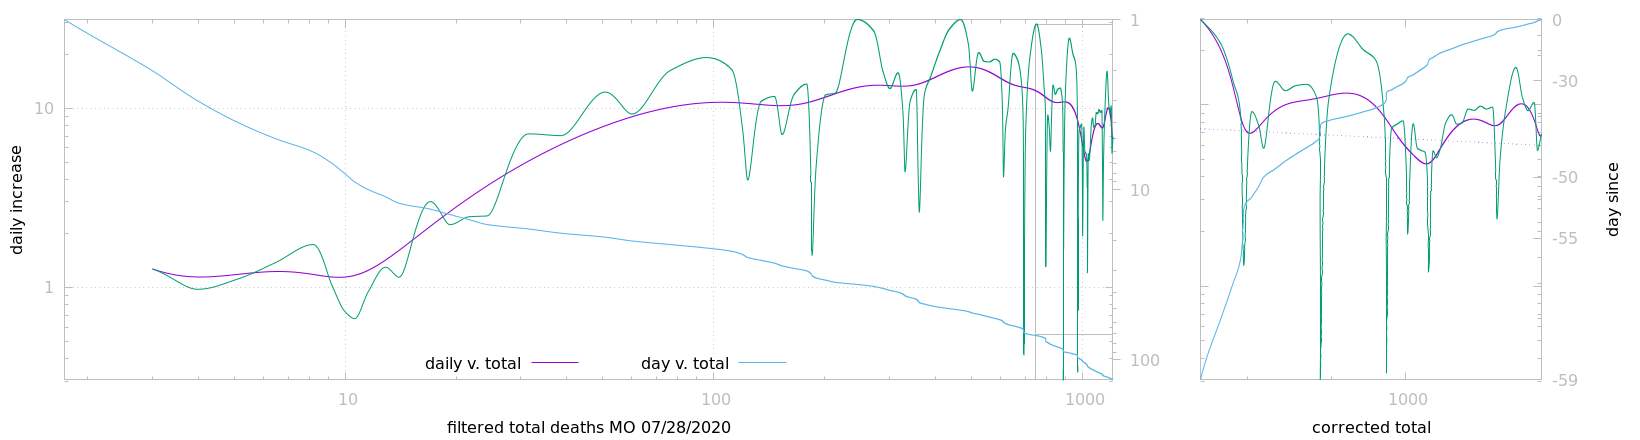 10
1
daily increase
daily v. total
day v. total
10
100
1000
filtered total deaths MO 07/28/2020
1
10
100
0
-30
-50
-55
-59
day since
1000
corrected total